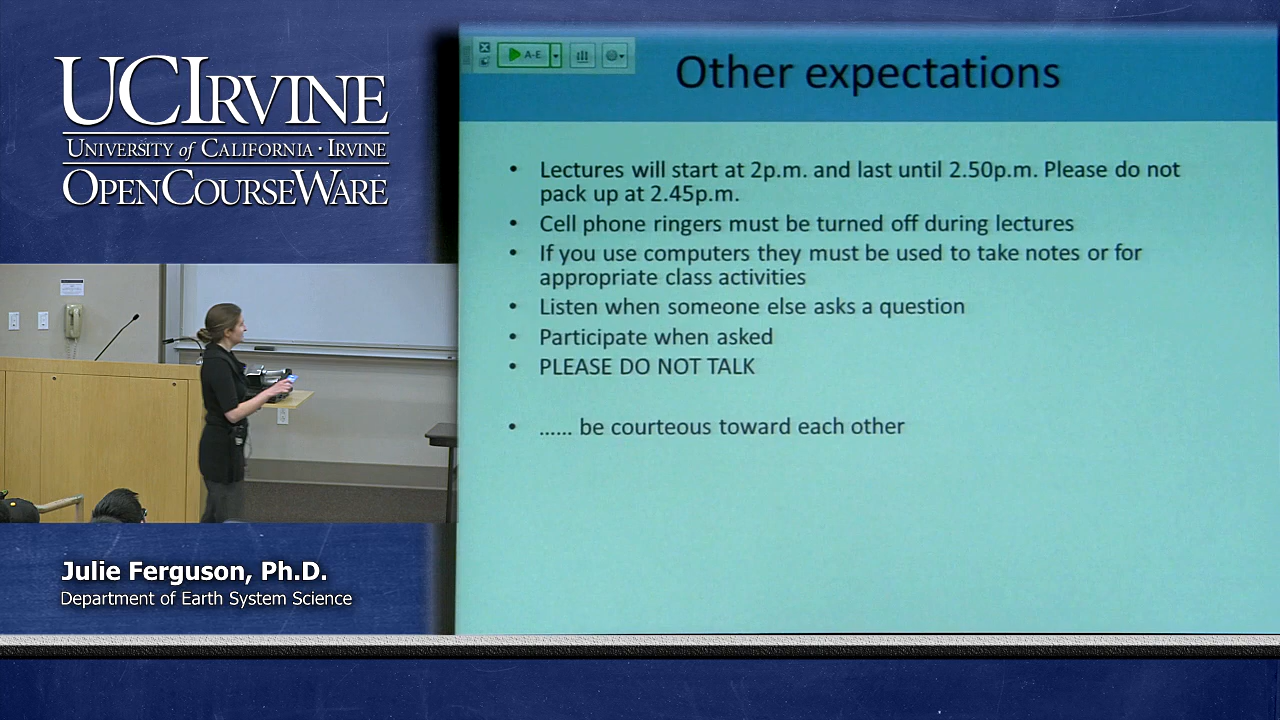 UCIRVINE
UNIVERSITY of CALIFORNIA · IRVINE
OPENCOURSEWARE
A-E
Other expectations
• Lectures will start at 2p.m. and last until 2.50p.m. Please do not
pack up at 2.45p.m.
• Cell phone ringers must be turned off during lectures
• If you use computers they must be used to take notes or for
appropriate class activities
• Listen when someone else asks a question
• Participate when asked
• PLEASE DO NOT TALK
• ...... be courteous toward each other
Julie Ferguson, Ph.D.
Department of Earth System Science